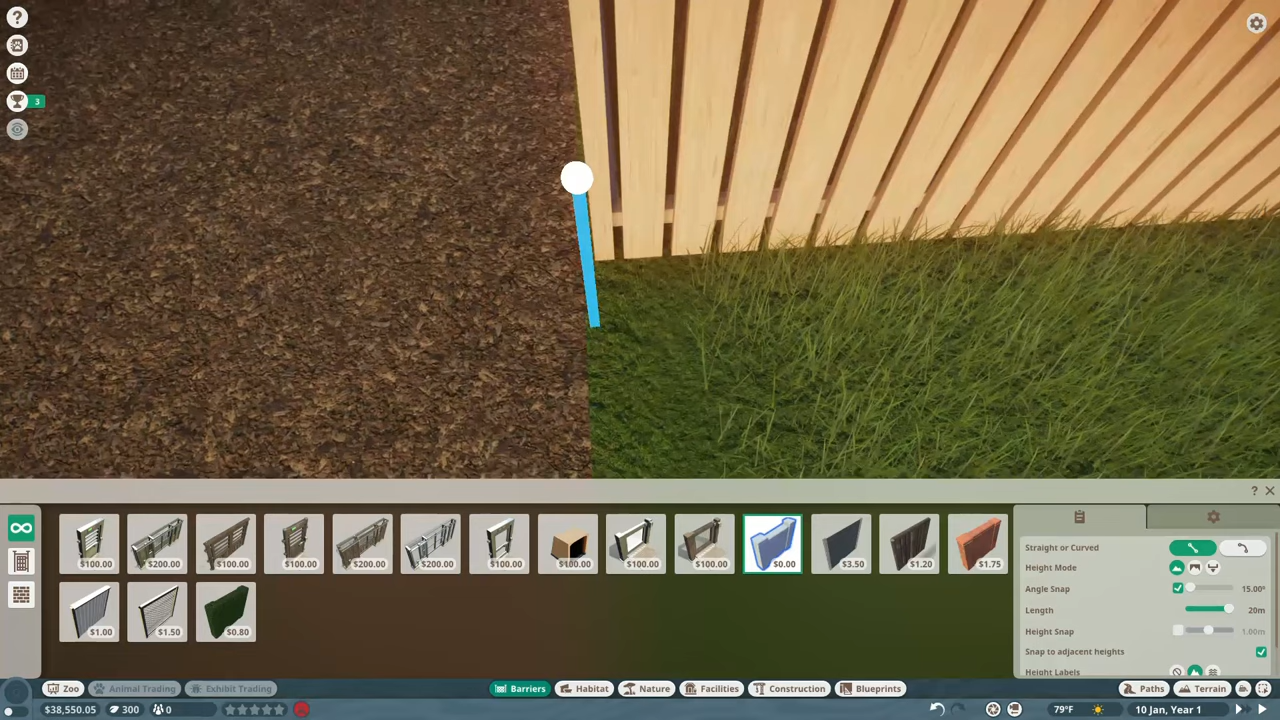 ?
3
? ×
$100.00 $200.00 $100.00 $100.00 $200.00 $200.00 $100.00 $100.00 $100.00 $100.00 $0.00 $3.50 $1.20 $1.75
$1.00 $1.50 $0.80
Straight or Curved
Height Mode
Angle Snap 15.00°
Length 20m
Height Snap 1.00m
Snap to adjacent heights
Height Labels
Zoo Animal Trading Exhibit Trading Barriers Habitat Nature Facilities Construction Blueprints Paths Terrain
$38,550.05 300 0 79°F 10 Jan, Year 1